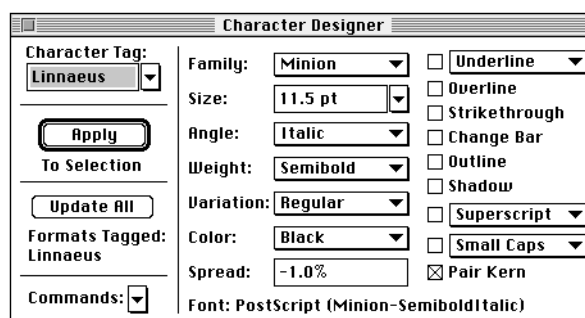 Character Designer
Character Tag:
Linnaeus
Apply
To Selection
Update All
Formats Tagged:
Linnaeus
Commands:
Family: Minion
Size: 11.5 pt
Angle: Italic
Weight: Semibold
Variation: Regular
Color: Black
Spread: -1.0%
Underline
Overline
Strikethrough
Change Bar
Outline
Shadow
Superscript
Small Caps
Pair Kern
Font: PostScript (Minion-SemiboldItalic)